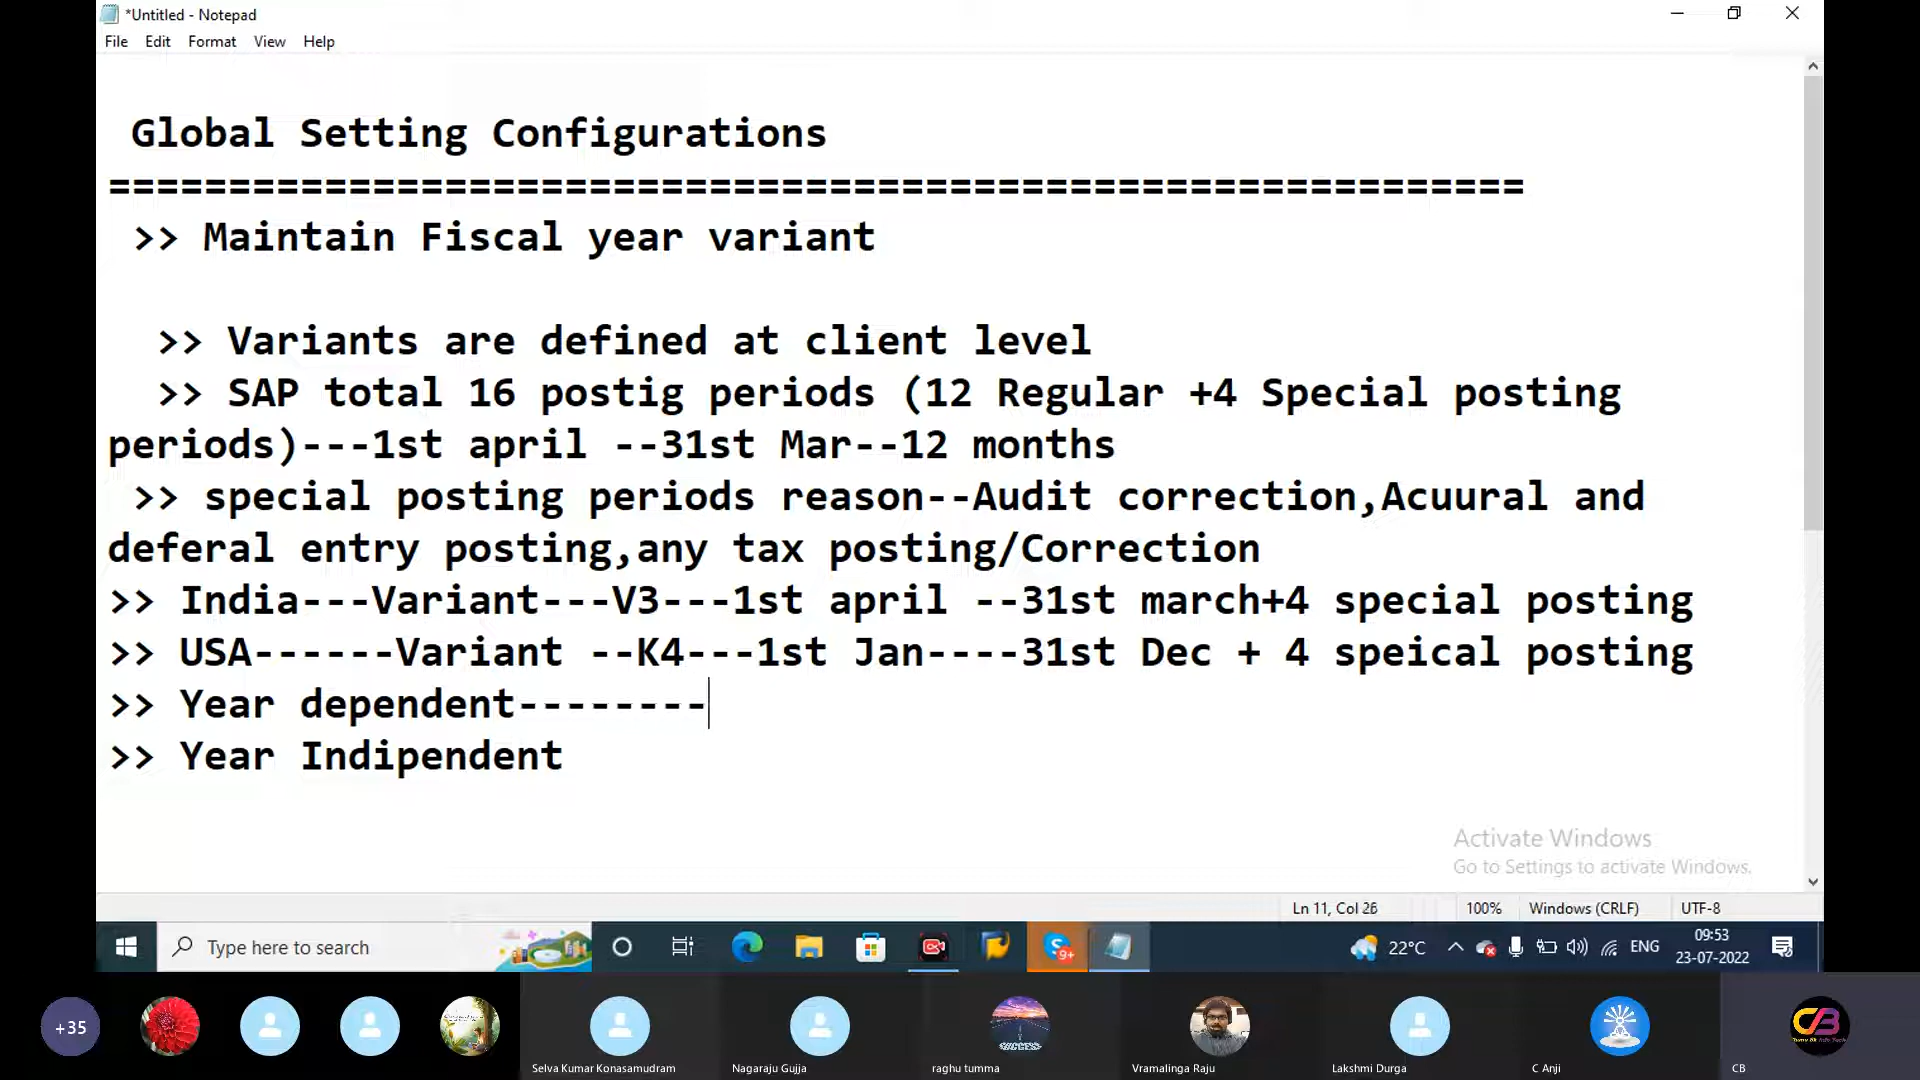 *Untitled - Notepad
File Edit Format View Help
Global Setting Configurations
===========================================================
>> Maintain Fiscal year variant
>> Variants are defined at client level
>> SAP total 16 postig periods (12 Regular +4 Special posting
periods)---1st april --31st Mar--12 months
>> special posting periods reason--Audit correction,Acuural and
deferal entry posting,any tax posting/Correction
>> India---Variant---V3---1st april --31st march+4 special posting
>> USA------Variant --K4---1st Jan----31st Dec + 4 speical posting
>> Year dependent--------
>> Year Indipendent
Activate Windows
Go to Settings to activate Windows.
Ln 11, Col 26 100% Windows (CRLF) UTF-8
Type here to search
9+
22°C ENG
09:53
23-07-2022
+35
SUCCESS
CB
Selva Kumar Konasamudram Nagaraju Gujja raghu tumma Vramalinga Raju Lakshmi Durga C Anji CB